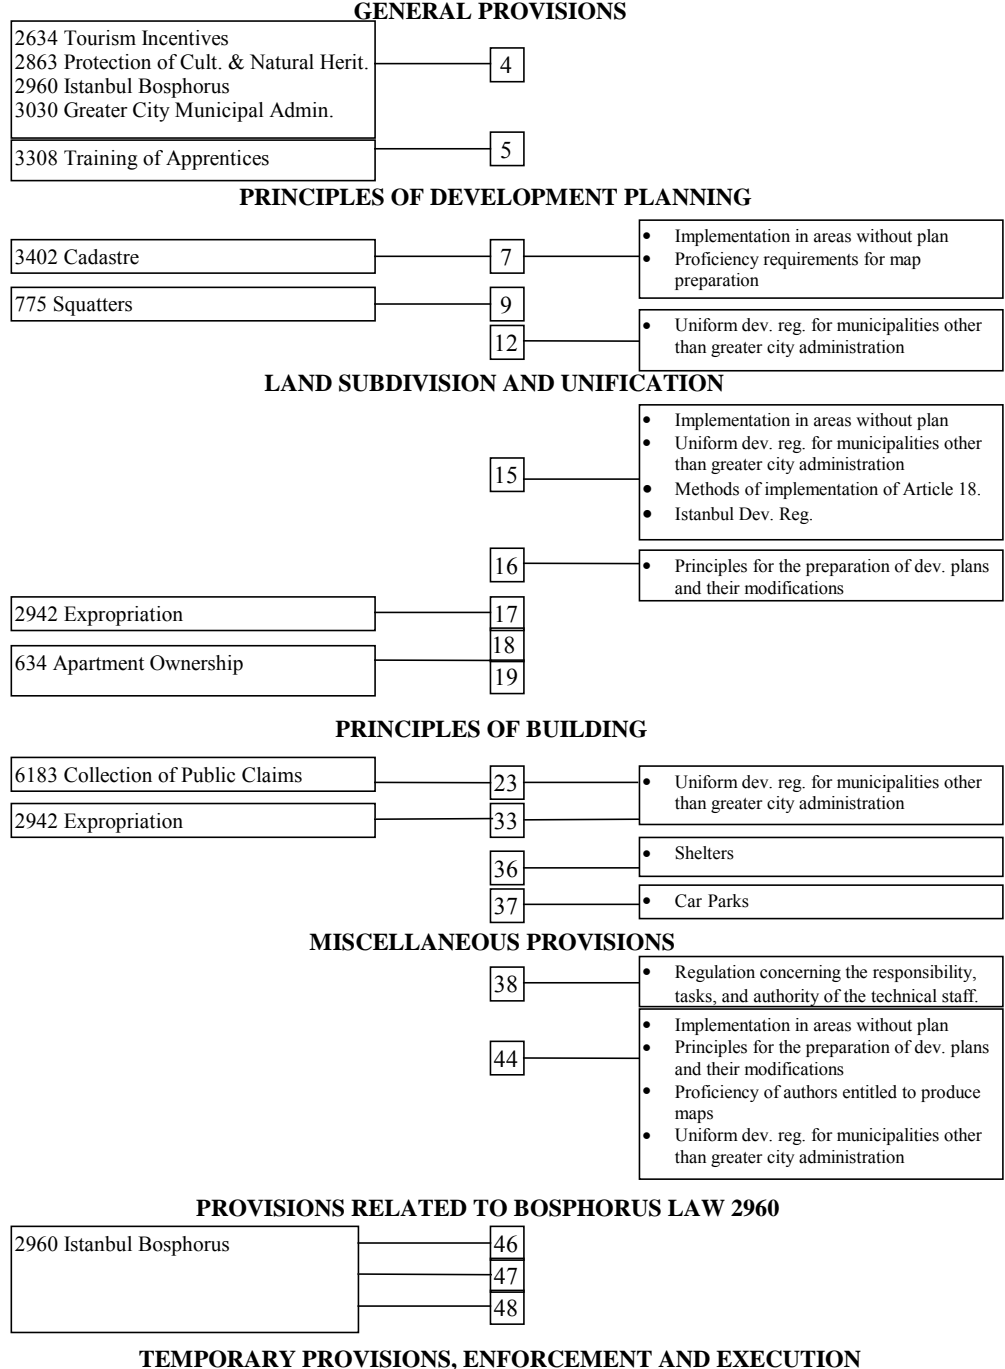 GENERAL PROVISIONS
2634 Tourism Incentives
2863 Protection of Cult. & Natural Herit.
2960 Istanbul Bosphorus
3030 Greater City Municipal Admin.
4
3308 Training of Apprentices
5
PRINCIPLES OF DEVELOPMENT PLANNING
3402 Cadastre
7
• Implementation in areas without plan
• Proficiency requirements for map
preparation
775 Squatters
9
12
• Uniform dev. reg. for municipalities other
than greater city administration
LAND SUBDIVISION AND UNIFICATION
15
• Implementation in areas without plan
• Uniform dev. reg. for municipalities other
than greater city administration
• Methods of implementation of Article 18.
• Istanbul Dev. Reg.
16
• Principles for the preparation of dev. plans
and their modifications
2942 Expropriation
17
18
634 Apartment Ownership
19
PRINCIPLES OF BUILDING
6183 Collection of Public Claims
23
• Uniform dev. reg. for municipalities other
than greater city administration
2942 Expropriation
33
36
• Shelters
37
• Car Parks
MISCELLANEOUS PROVISIONS
38
• Regulation concerning the responsibility,
tasks, and authority of the technical staff.
44
• Implementation in areas without plan
• Principles for the preparation of dev. plans
and their modifications
• Proficiency of authors entitled to produce
maps
• Uniform dev. reg. for municipalities other
than greater city administration
PROVISIONS RELATED TO BOSPHORUS LAW 2960
2960 Istanbul Bosphorus
46
47
48
TEMPORARY PROVISIONS, ENFORCEMENT AND EXECUTION